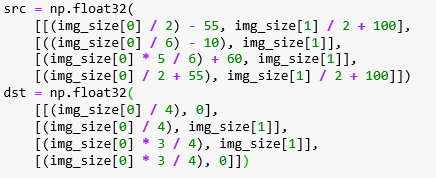 src = np.float32(
    [[(img_size[0] / 2) - 55, img_size[1] / 2 + 100],
    [((img_size[0] / 6) - 10), img_size[1]],
    [(img_size[0] * 5 / 6) + 60, img_size[1]],
    [(img_size[0] / 2 + 55), img_size[1] / 2 + 100]])
dst = np.float32(
    [[(img_size[0] / 4), 0],
    [(img_size[0] / 4), img_size[1]],
    [(img_size[0] * 3 / 4), img_size[1]],
    [(img_size[0] * 3 / 4), 0]])